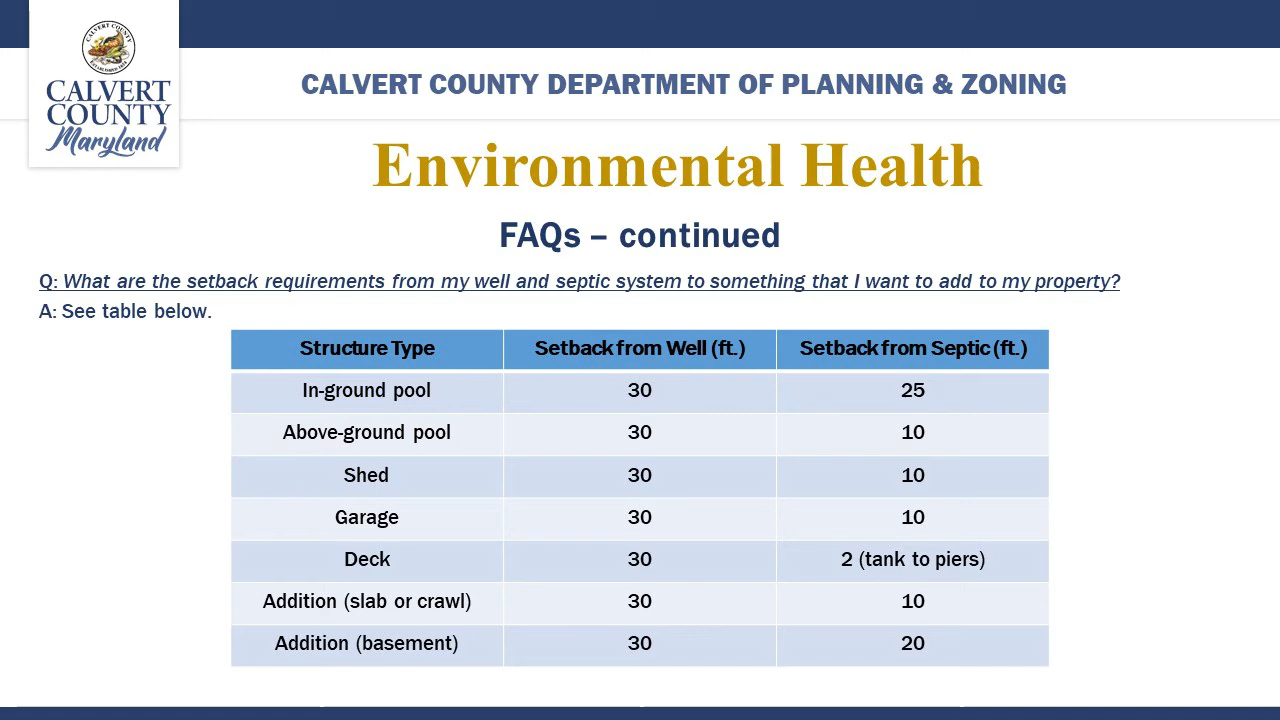 CALVERT COUNTY
ESTABLISHED 1654
CALVERT
COUNTY
Maryland
CALVERT COUNTY DEPARTMENT OF PLANNING & ZONING
Environmental Health
FAQs – continued
Q: What are the setback requirements from my well and septic system to something that I want to add to my property?
A: See table below.
Structure Type Setback from Well (ft.) Setback from Septic (ft.)
In-ground pool 30 25
Above-ground pool 30 10
Shed 30 10
Garage 30 10
Deck 30 2 (tank to piers)
Addition (slab or crawl) 30 10
Addition (basement) 30 20